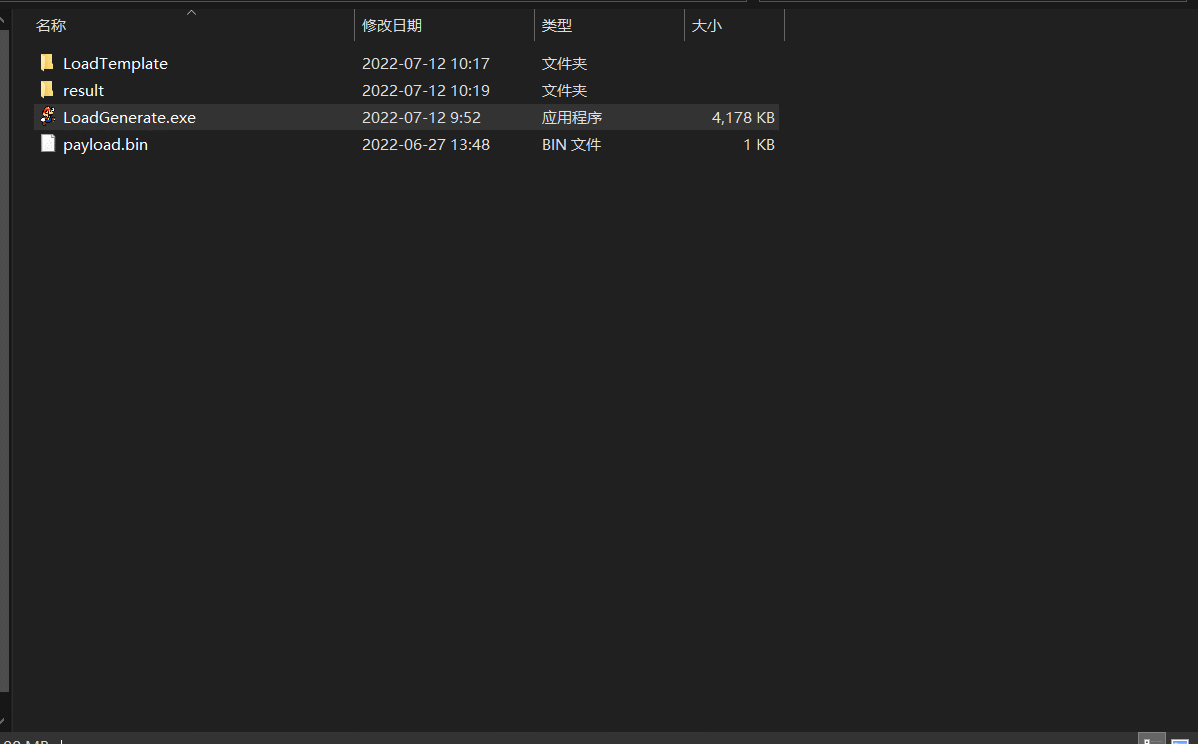 名称 修改日期 类型 大小
LoadTemplate 2022-07-12 10:17 文件夹
result 2022-07-12 10:19 文件夹
LoadGenerate.exe 2022-07-12 9:52 应用程序 4,178 KB
payload.bin 2022-06-27 13:48 BIN 文件 1 KB